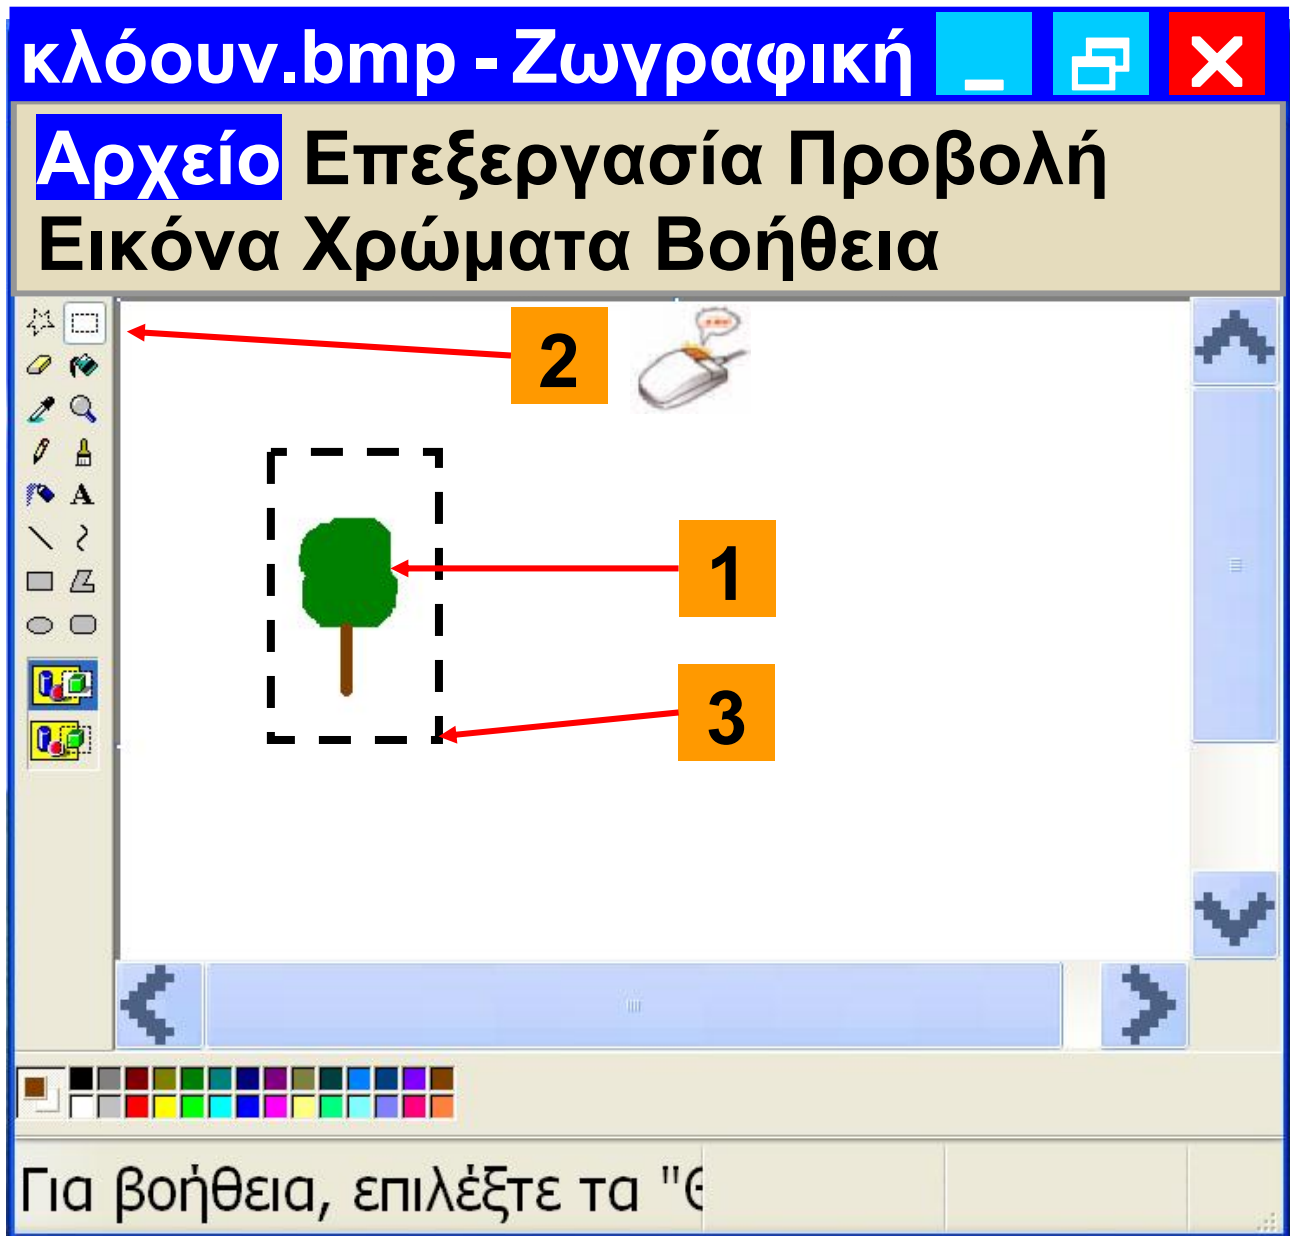 κλόουν.bmp - Ζωγραφική
Αρχείο Επεξεργασία Προβολή
Εικόνα Χρώματα Βοήθεια
2
1
3
A
Για βοήθεια, επιλέξτε τα "